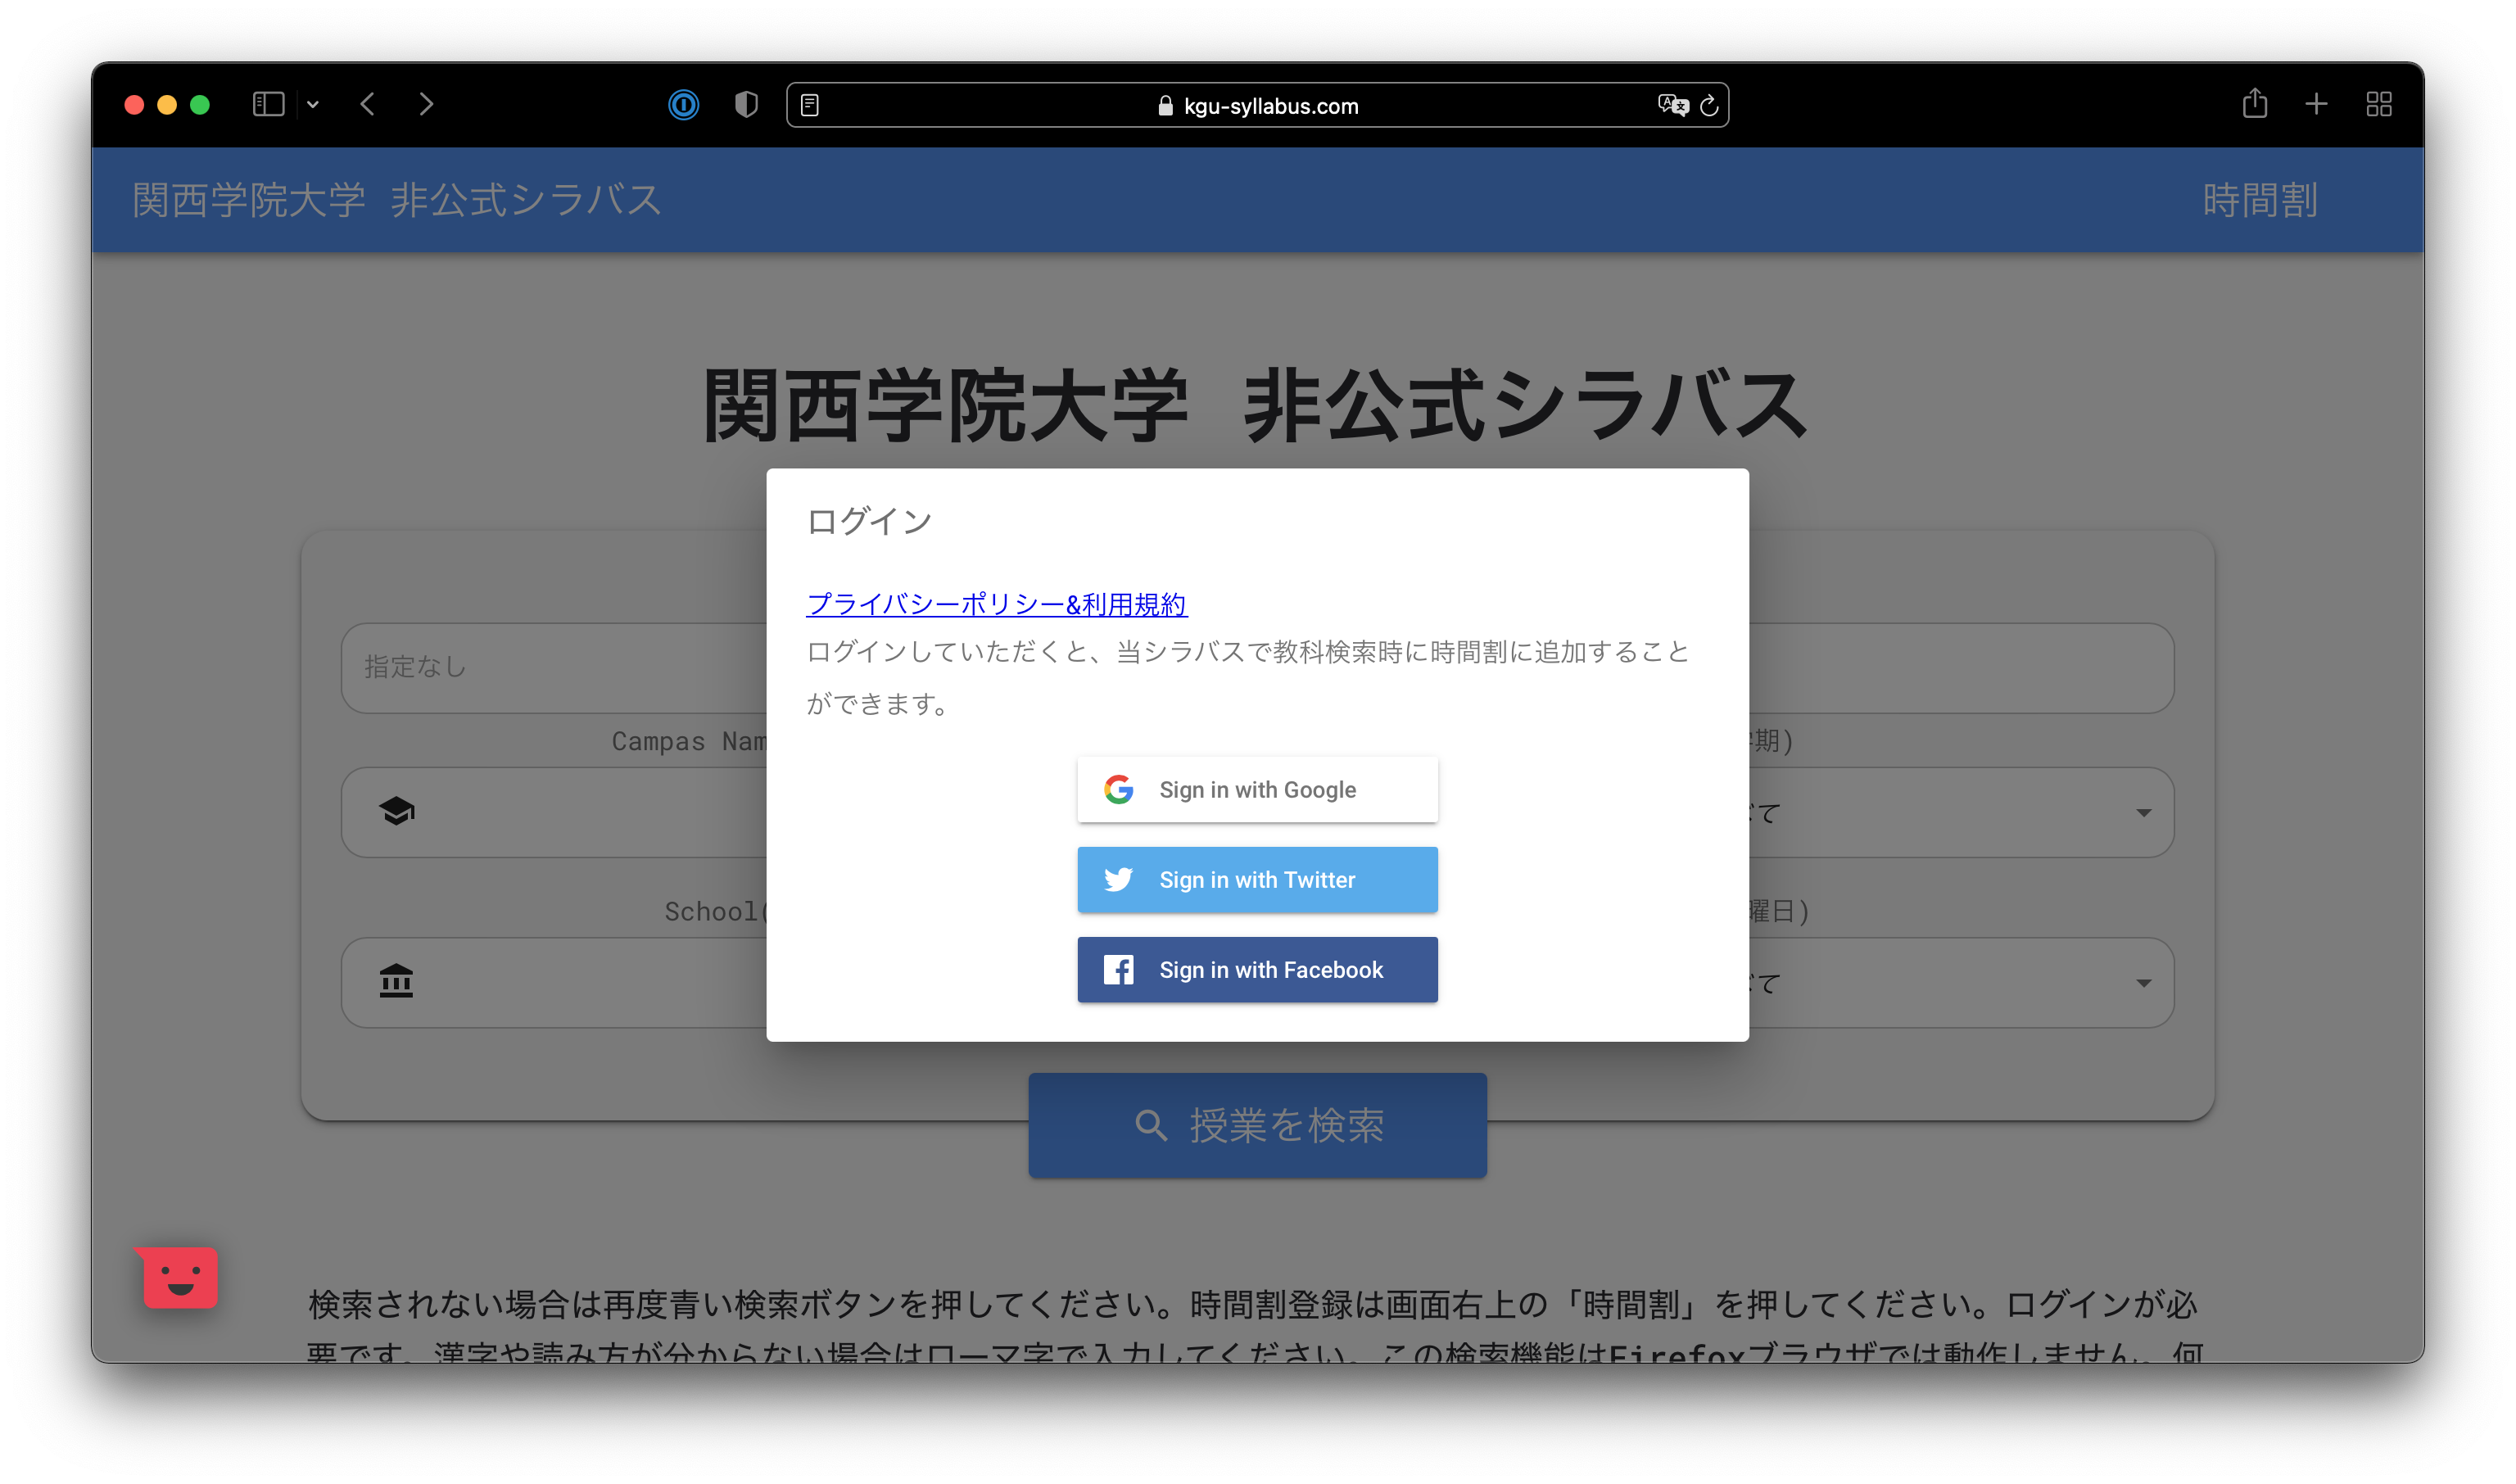 kgu-syllabus.com
関西学院大学 非公式シラバス
時間割
関西学院大学 非公式シラバス
ログイン
プライバシーポリシー&利用規約
ログインしていただくと、当シラバスで教科検索時に時間割に追加すること
ができます。
Sign in with Google
Sign in with Twitter
Sign in with Facebook
指定なし
Campas Nam
期)
て
School(
曜日)
て
授業を検索
検索されない場合は再度青い検索ボタンを押してください。時間割登録は画面右上の「時間割」を押してください。ログインが必
要です。漢字や読み方が分からない場合はローマ字で入力してください。この検索機能はFirefoxブラウザでは動作しません。何